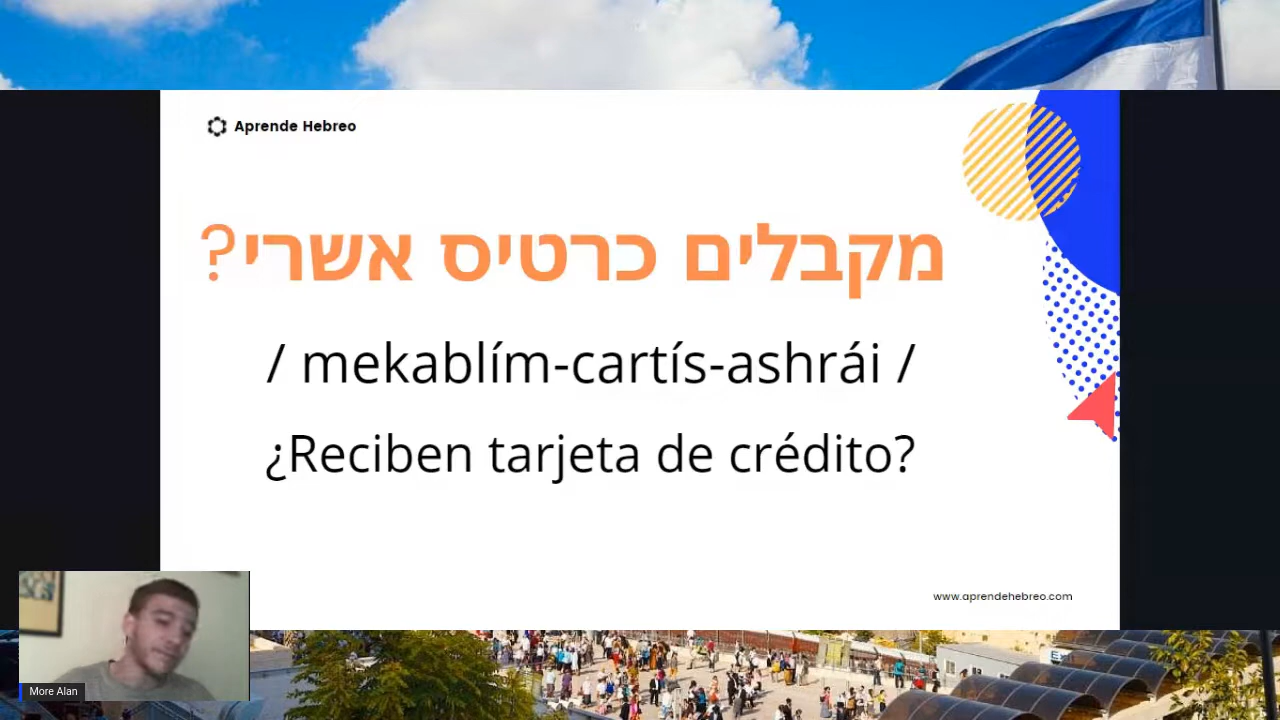 Aprende Hebreo
מקבלים כרטיס אשרי?
/ mekablím-cartís-ashrái /
¿Reciben tarjeta de crédito?
www.aprendehebreo.com
More Alan